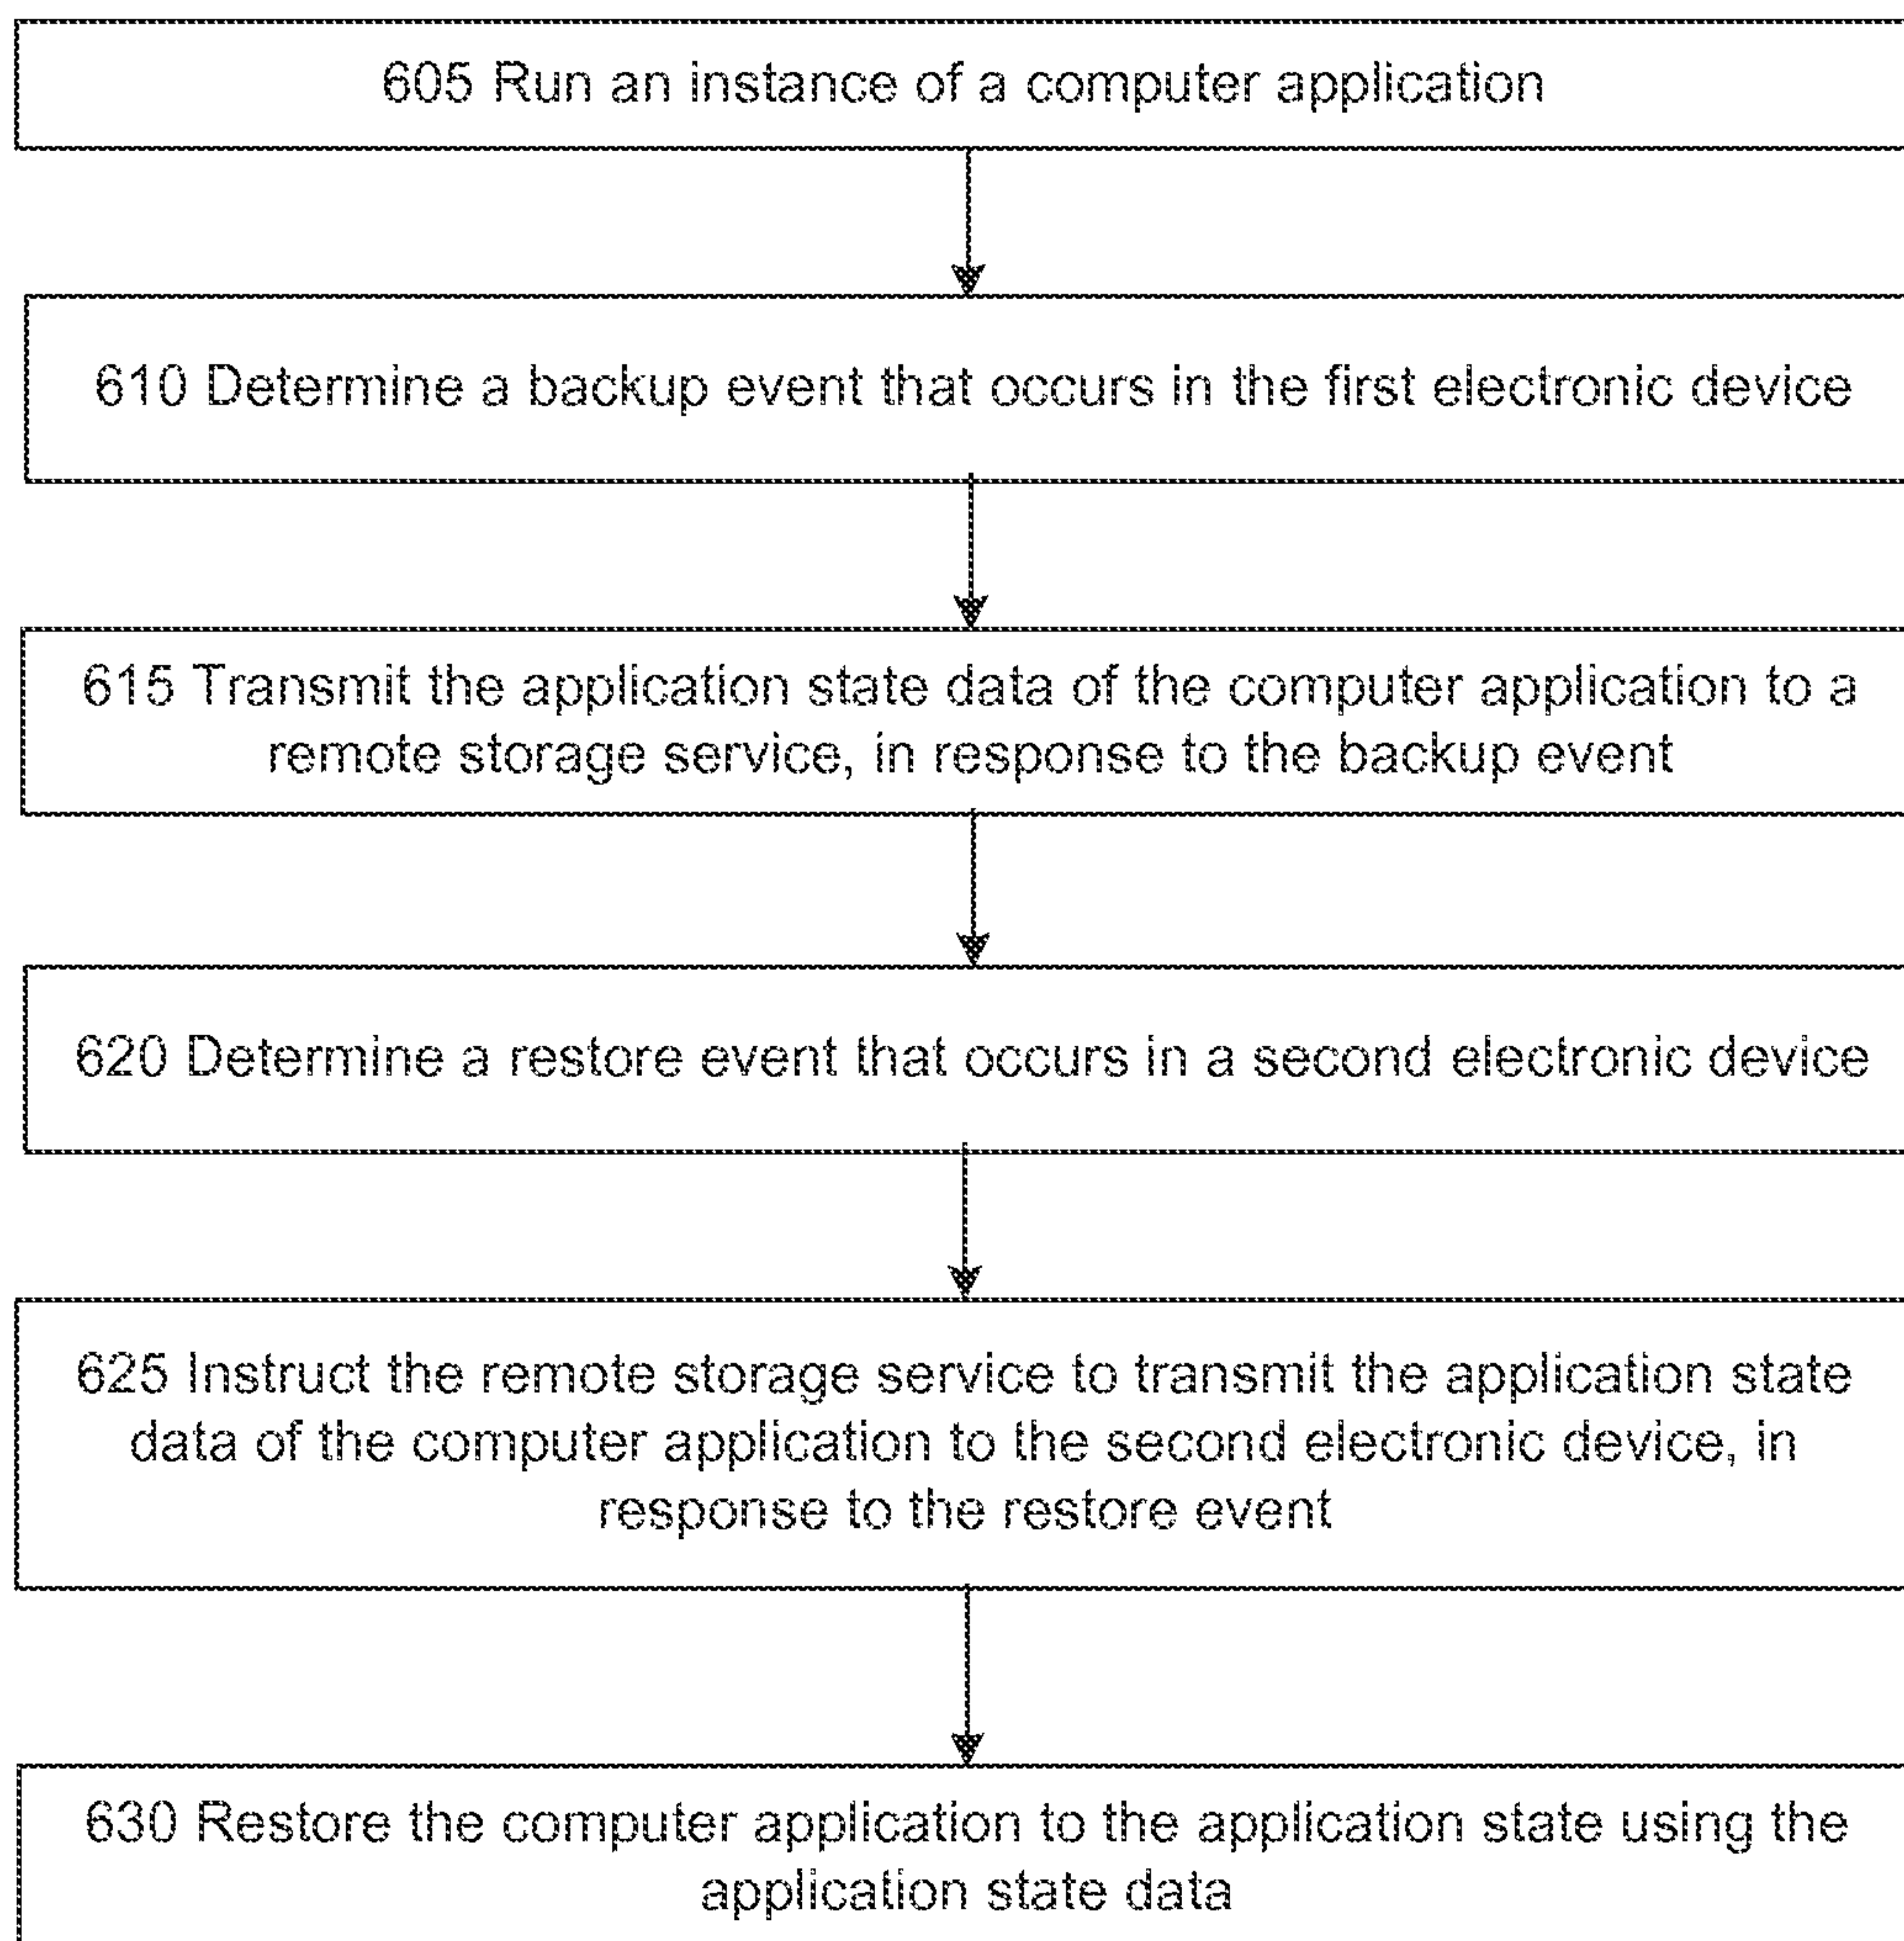 605 Run an instance of a computer application
610 Determine a backup event that occurs in the first electronic device
615 Transmit the application state data of the computer application to a
remote storage service, in response to the backup event
620 Determine a restore event that occurs in a second electronic device
625 Instruct the remote storage service to transmit the application state
data of the computer application to the second electronic device, in
response to the restore event
630 Restore the computer application to the application state using the
application state data